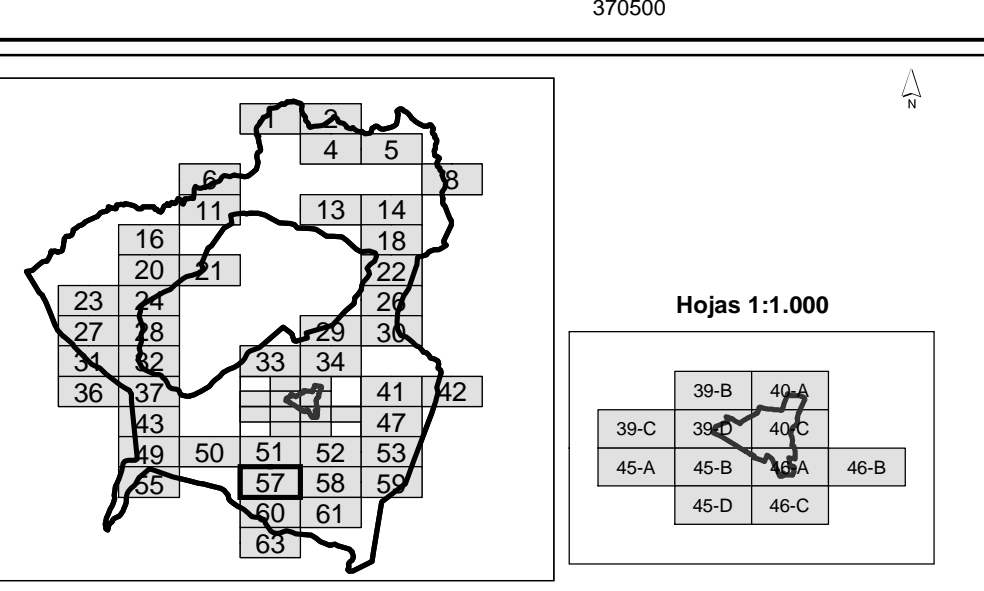 370500
N
1 2
4 5
6 8
11 13 14
16 18
20 21 22
23 24 26
27 28 29 30
31 32 33 34
36 37 41 42
43 47
49 50 51 52 53
55 57 58 59
60 61
63
Hojas 1:1.000
39-B 40-A
39-C 39-D 40-C
45-A 45-B 46-A 46-B
45-D 46-C